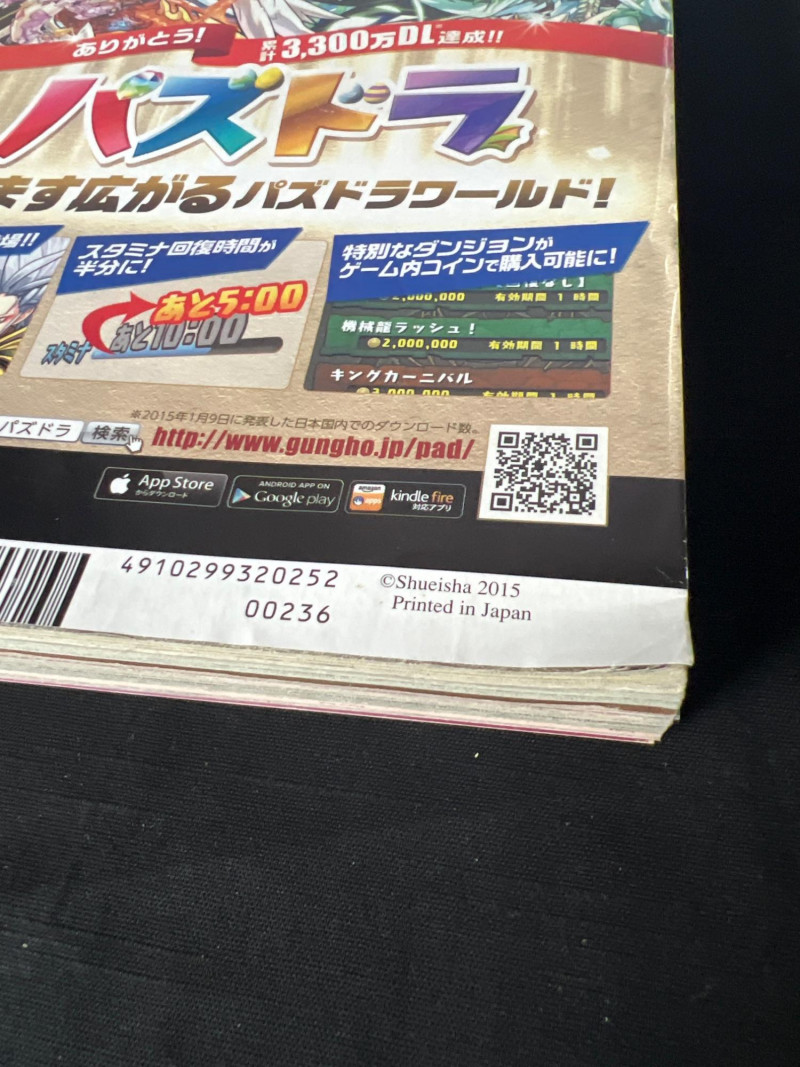 ありがとう!
累計3,300万DL※達成!!
パズドラ
ます広がるパズドラワールド!
場!!
スタミナ回復時間が
半分に!
あと5:00
あと10:00
スタミナ
特別なダンジョンが
ゲーム内コインで購入可能に!
2,000,000 有効期間 1 時間
機械龍ラッシュ!
2,000,000 有効期間 1 時間
キングカーニバル
有効期間 1 時間
※2015年1月9日に発表した日本国内でのダウンロード数。
パズドラ 検索
http://www.gungho.jp/pad/
App Store
からダウンロード
ANDROID APP ON
Google play
amazon
apps
kindle fire
対応アプリ
4910299320252
00236
©Shueisha 2015
Printed in Japan